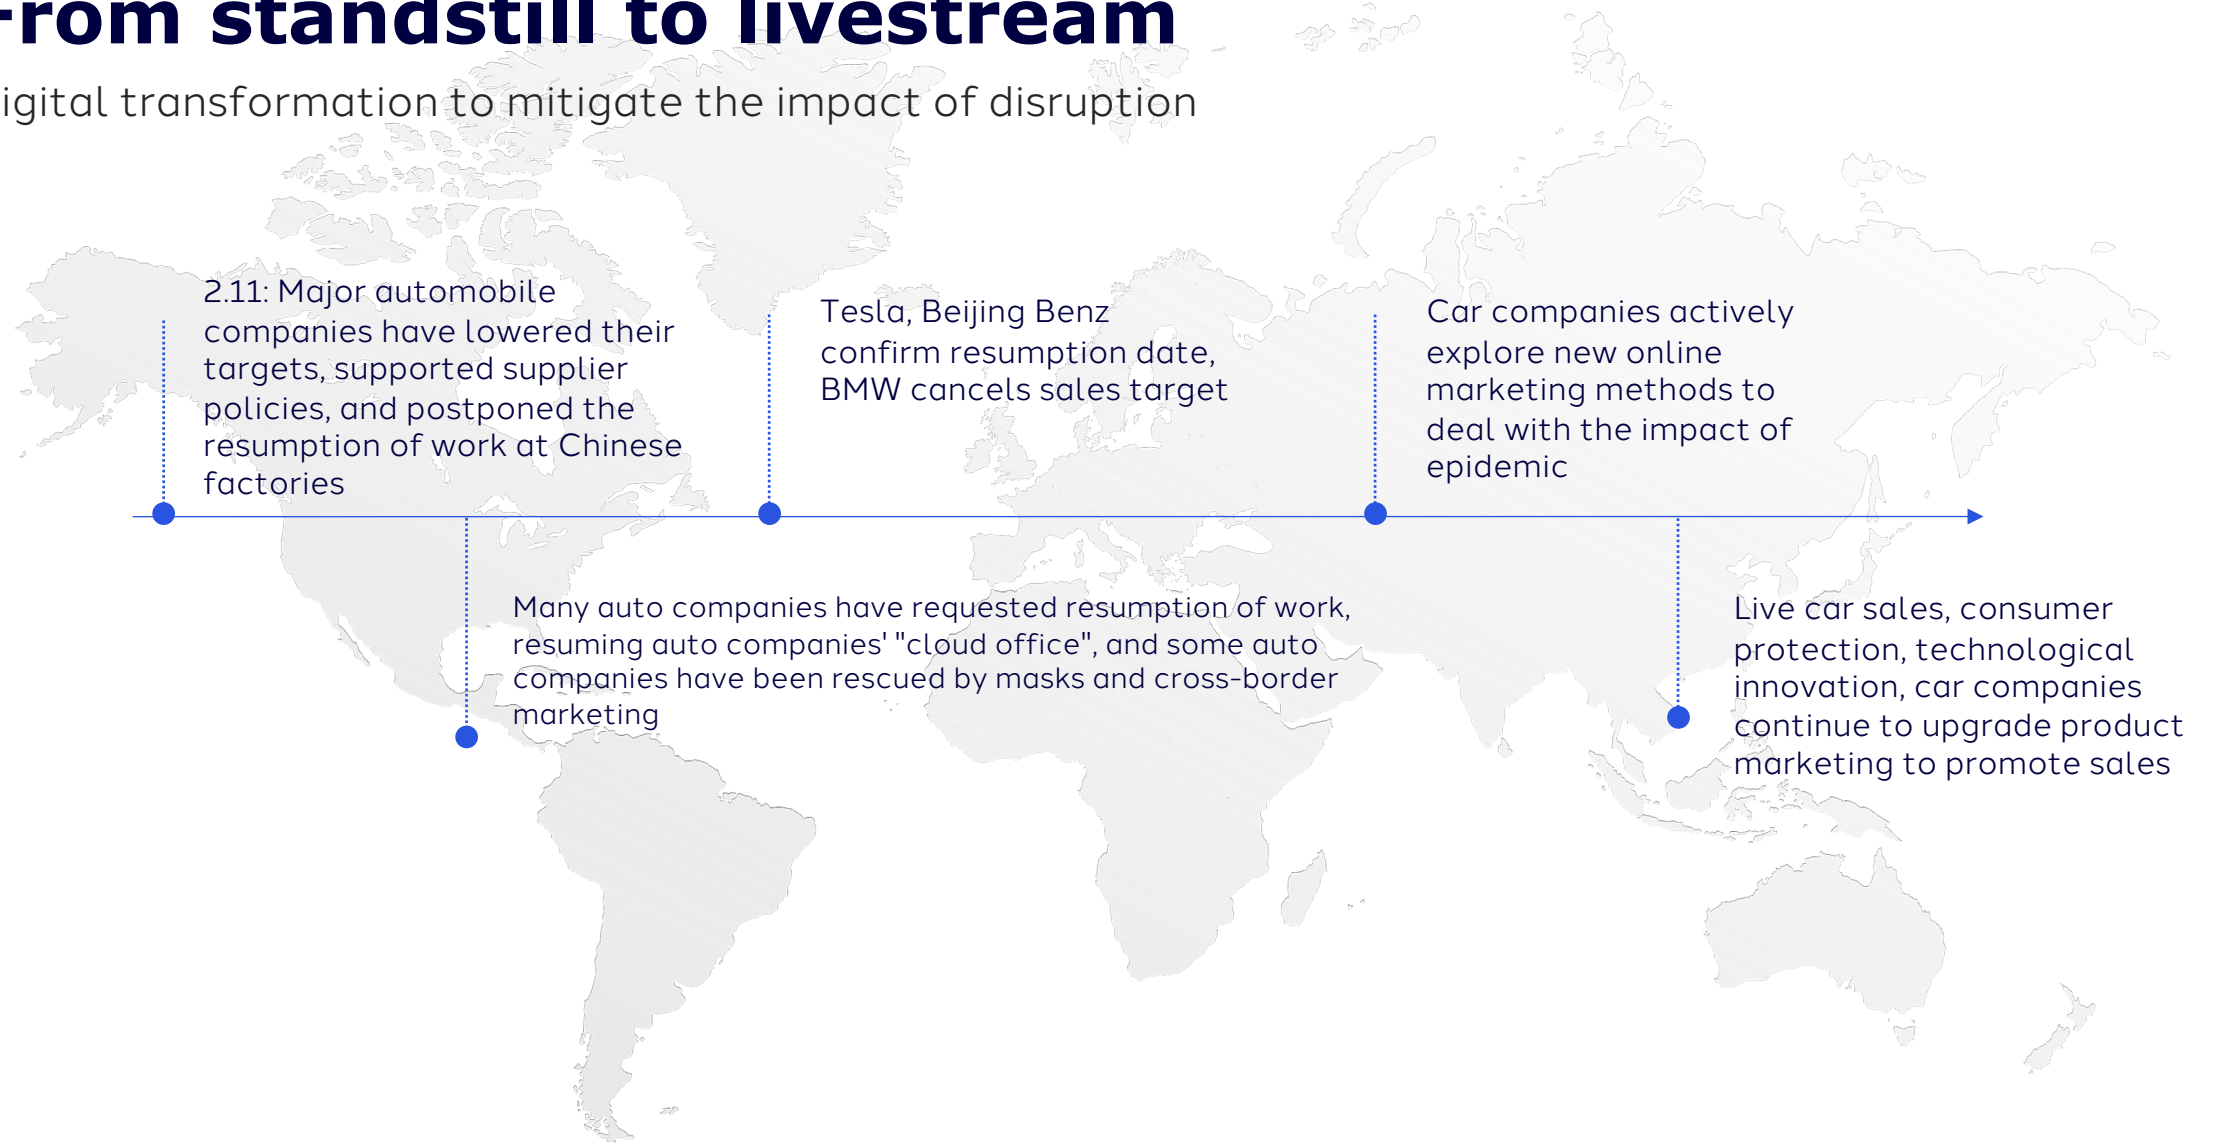 From standstill to livestream
igital transformation to mitigate the impact of disruption
2.11: Major automobile
companies have lowered their
targets, supported supplier
policies, and postponed the
resumption of work at Chinese
factories
Tesla, Beijing Benz
confirm resumption date,
BMW cancels sales target
Car companies actively
explore new online
marketing methods to
deal with the impact of
epidemic
Many auto companies have requested resumption of work,
resuming auto companies' "cloud office", and some auto
companies have been rescued by masks and cross-border
marketing
Live car sales, consumer
protection, technological
innovation, car companies
continue to upgrade product
marketing to promote sales